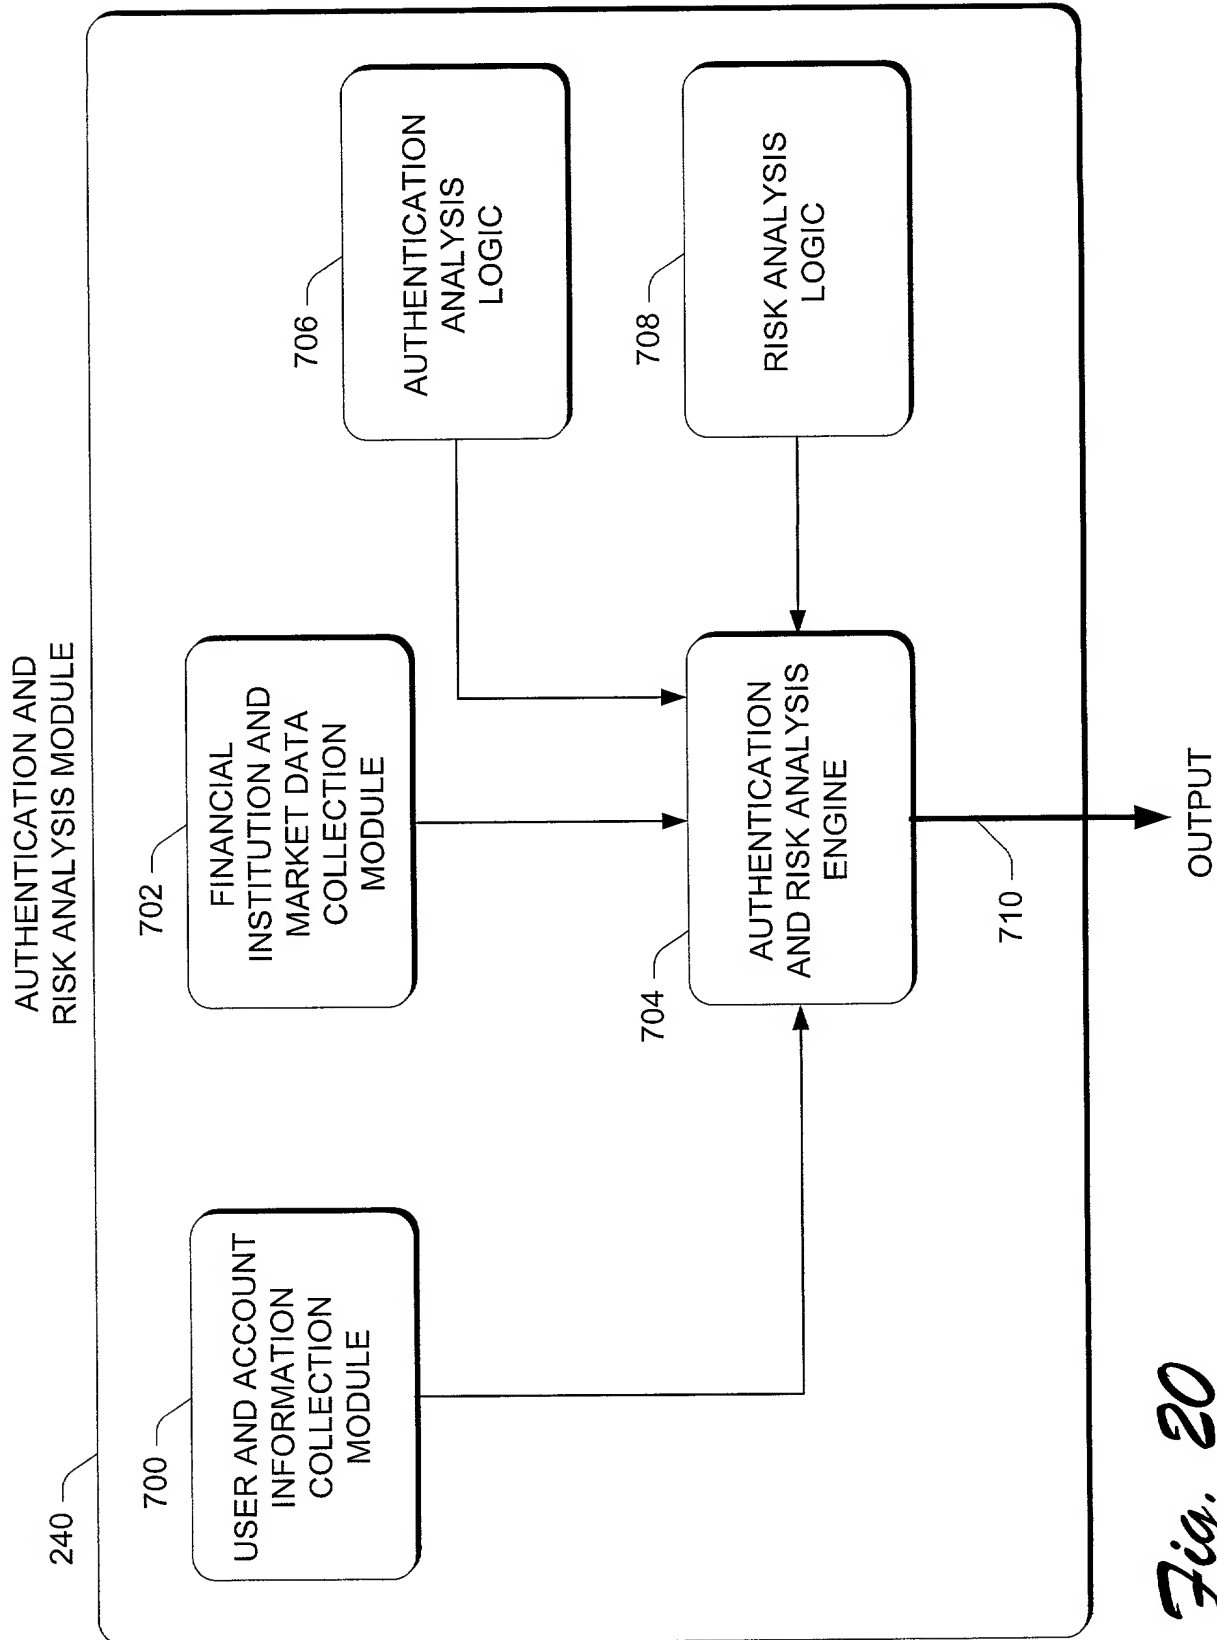 AUTHENTICATION AND
RISK ANALYSIS MODULE
240
700
USER AND ACCOUNT
INFORMATION
COLLECTION
MODULE
702
FINANCIAL
INSTITUTION AND
MARKET DATA
COLLECTION
MODULE
706
AUTHENTICATION
ANALYSIS
LOGIC
704
AUTHENTICATION
AND RISK ANALYSIS
ENGINE
708
RISK ANALYSIS
LOGIC
710
OUTPUT
Fig. 20